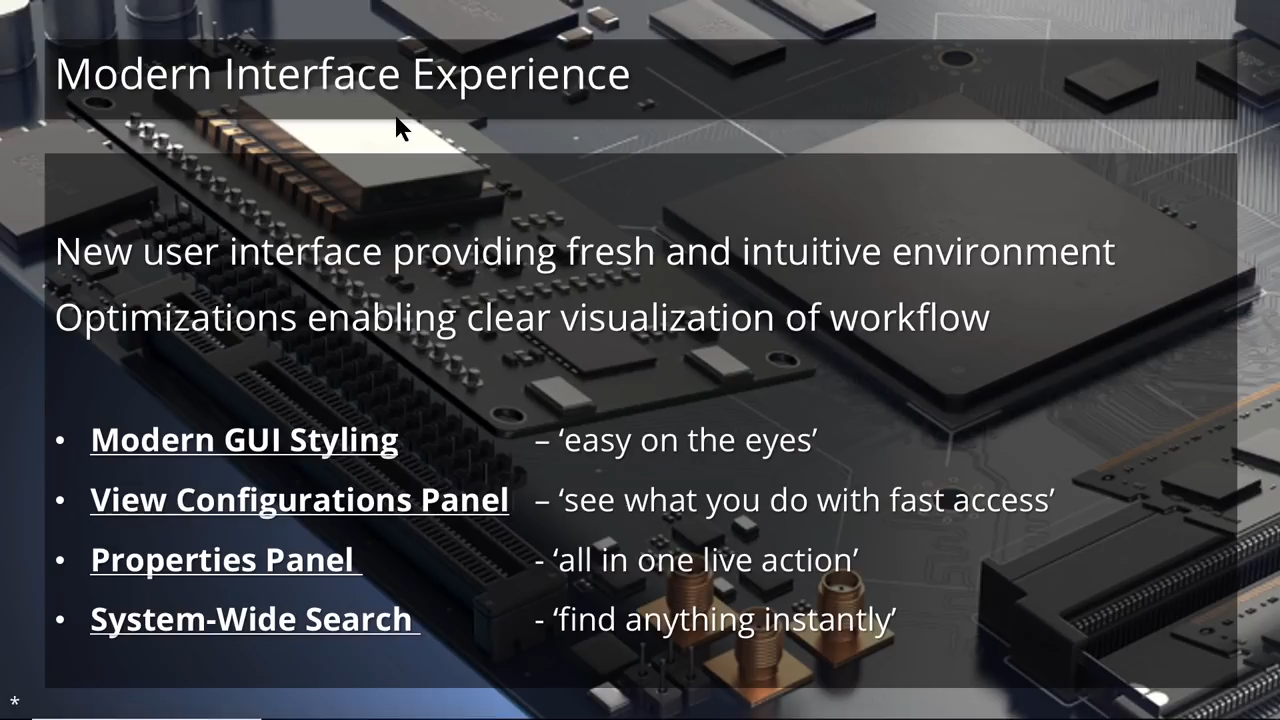 Modern Interface Experience
New user interface providing fresh and intuitive environment
Optimizations enabling clear visualization of workflow
• Modern GUI Styling – ‘easy on the eyes’
• View Configurations Panel – ‘see what you do with fast access’
• Properties Panel - ‘all in one live action’
• System-Wide Search - ‘find anything instantly’
*